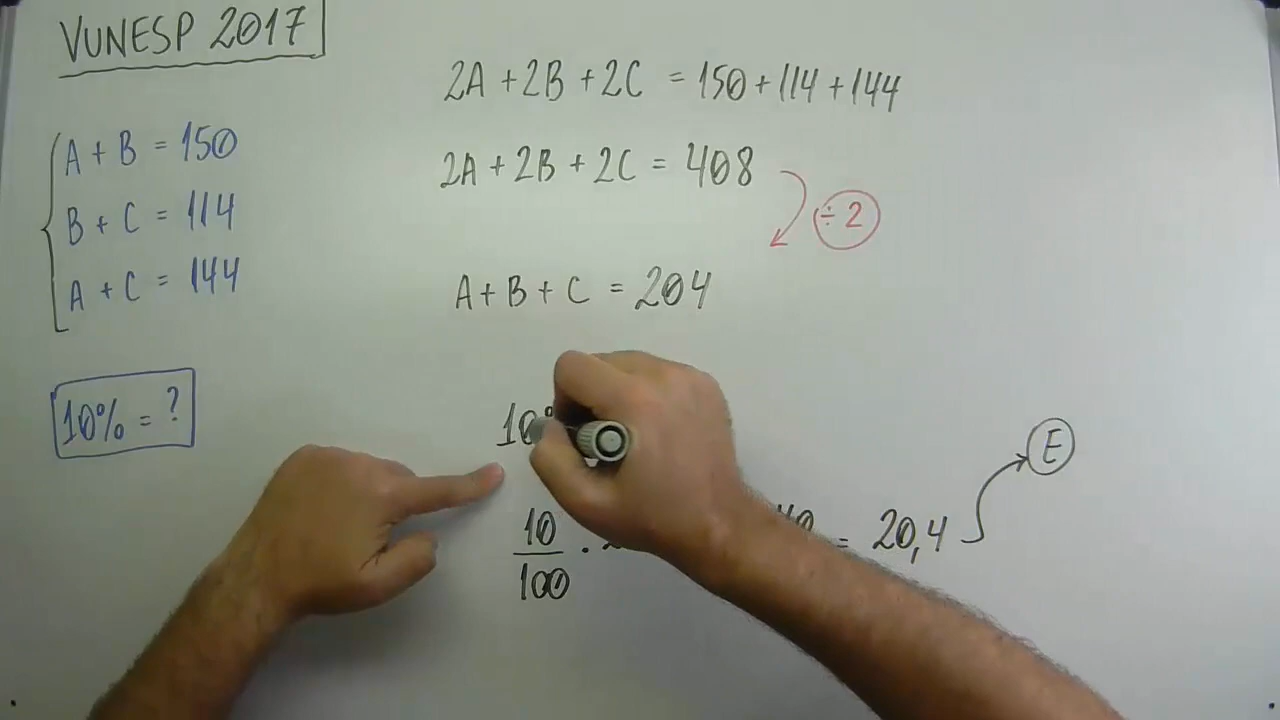 VUNESP 2017
A + B = 150
B + C = 114
A + C = 144
10% = ?
2A + 2B + 2C = 150 + 114 + 144
2A + 2B + 2C = 408
÷ 2
A + B + C = 204
10
10/100 · = 20,4
E